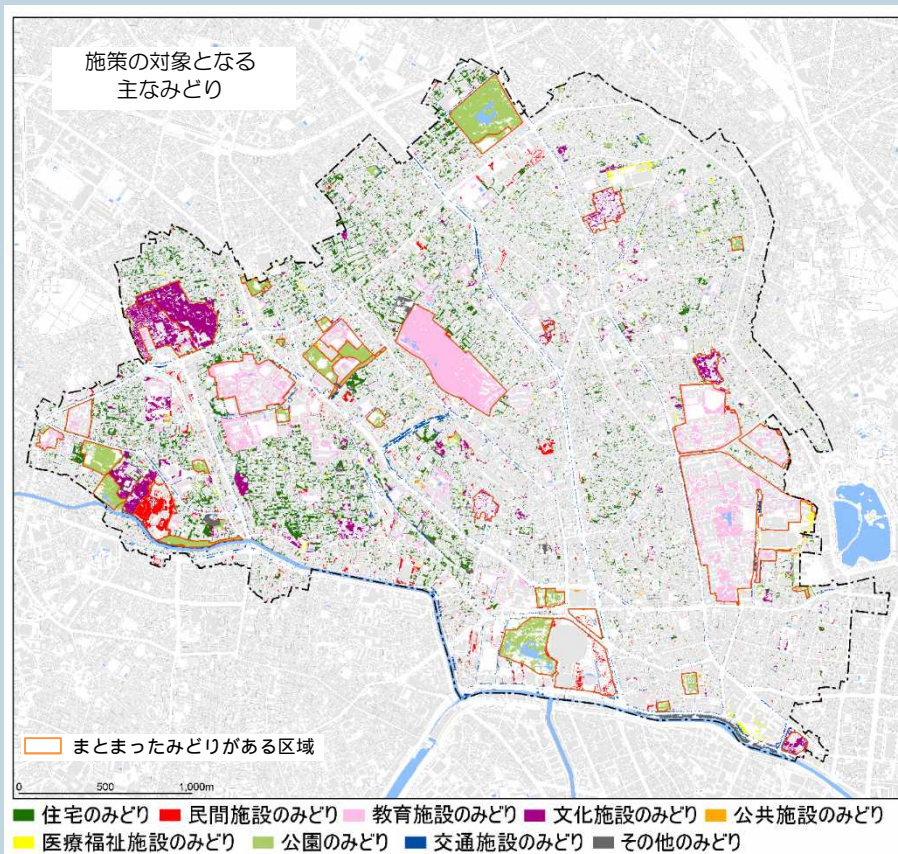 施策の対象となる
主なみどり
まとまったみどりがある区域
0 500 1,000m
住宅のみどり 民間施設のみどり 教育施設のみどり 文化施設のみどり 公共施設のみどり
医療福祉施設のみどり 公園のみどり 交通施設のみどり その他のみどり